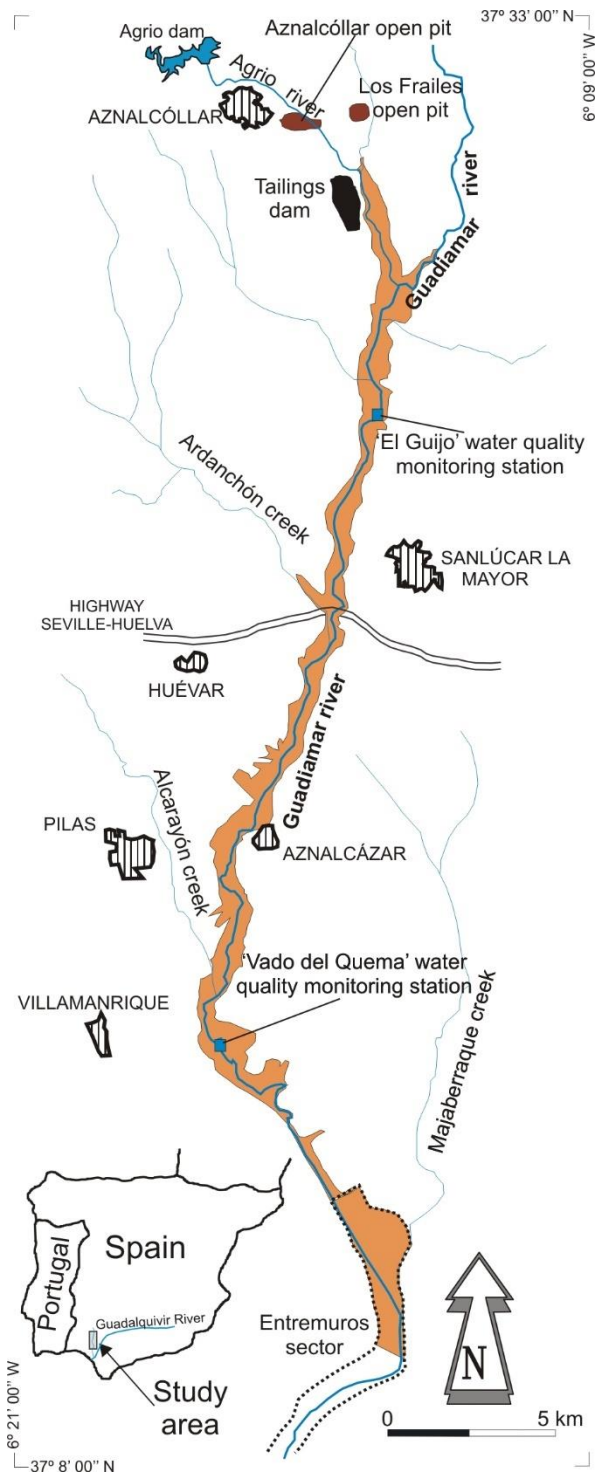 37º 33' 00'' N
6º 09' 00'' W
Aznalcóllar open pit
Agrio dam
Agrio
river
Los Frailes
open pit
AZNALCÓLLAR
Tailings
dam
river
Guadiamar
'El Guijo' water quality
monitoring station
Ardanchón creek
SANLÚCAR LA
MAYOR
HIGHWAY
SEVILLE-HUELVA
HUÉVAR
Guadiamar river
Alcarayón creek
PILAS
AZNALCÁZAR
'Vado del Quema' water
quality monitoring station
VILLAMANRIQUE
Majaberraque creek
Spain
Portugal
Guadalquivir River
Study
area
Entremuros
sector
N
0
5 km
6º 21' 00'' W
37º 8' 00'' N